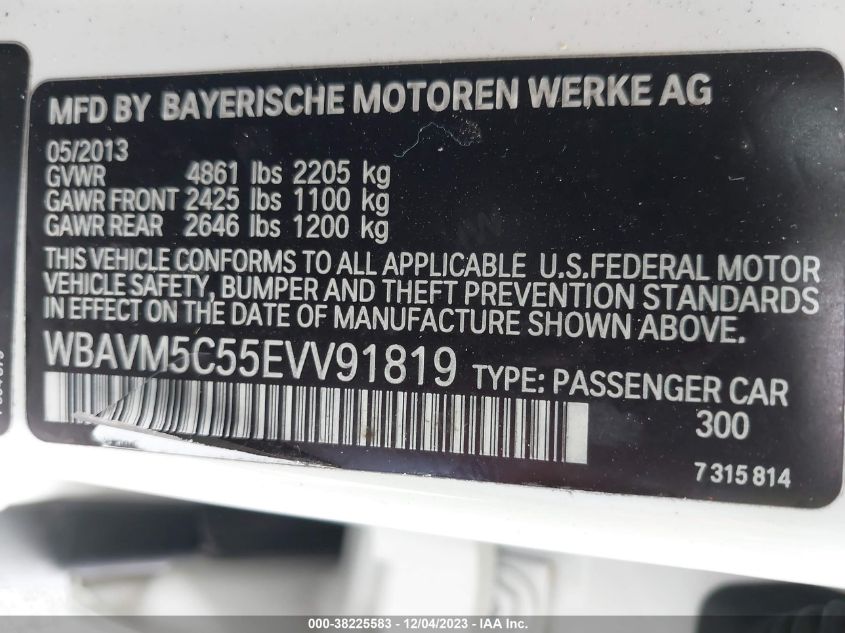 MFD BY BAYERISCHE MOTOREN WERKE AG
05/2013
GVWR 4861 lbs 2205 kg
GAWR FRONT 2425 lbs 1100 kg
GAWR REAR 2646 lbs 1200 kg
THIS VEHICLE CONFORMS TO ALL APPLICABLE U.S.FEDERAL MOTOR
VEHICLE SAFETY, BUMPER AND THEFT PREVENTION STANDARDS
IN EFFECT ON THE DATE OF MANUFACTURE SHOWN ABOVE.
WBAVM5C55EVV91819 TYPE: PASSENGER CAR
300
7 315 814
000-38225583 - 12/04/2023 - IAA Inc.